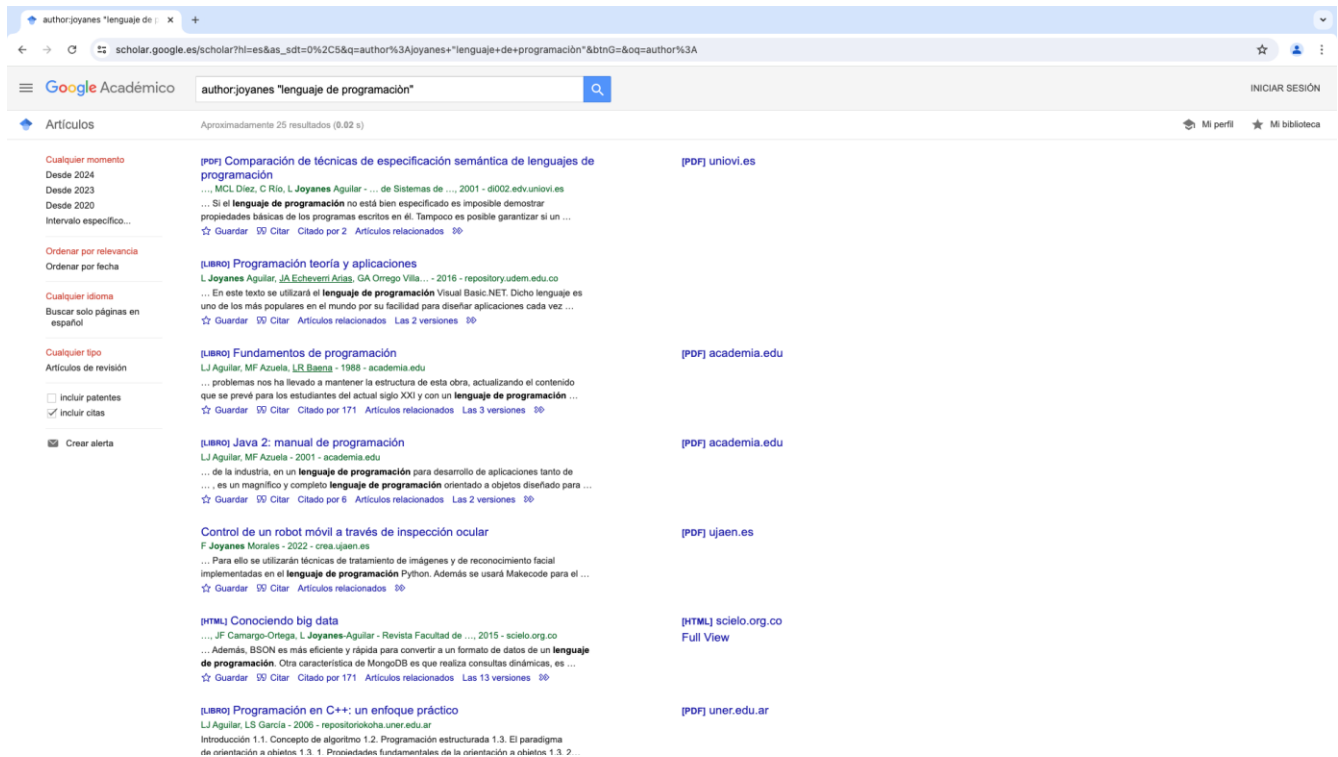 author:joyanes "lenguaje de p
scholar.google.es/scholar?hl=es&as_sdt=0%2C5&q=author%3Ajoyanes+"lenguaje+de+programaciòn"&btnG=&oq=author%3A
Google Académico
author:joyanes "lenguaje de programaciòn"
INICIAR SESIÓN
Artículos
Aproximadamente 25 resultados (0.02 s)
Mi perfil
Mi biblioteca
Cualquier momento
Desde 2024
Desde 2023
Desde 2020
Intervalo específico...
Ordenar por relevancia
Ordenar por fecha
Cualquier idioma
Buscar solo páginas en
español
Cualquier tipo
Artículos de revisión
incluir patentes
incluir citas
Crear alerta
[PDF] Comparación de técnicas de especificación semántica de lenguajes de
programación
..., MCL Díez, C Río, L Joyanes Aguilar - ... de Sistemas de ..., 2001 - di002.edv.uniovi.es
... Si el lenguaje de programación no está bien especificado es imposible demostrar
propiedades básicas de los programas escritos en él. Tampoco es posible garantizar si un ...
Guardar Citar Citado por 2 Artículos relacionados
[PDF] uniovi.es
[LIBRO] Programación teoría y aplicaciones
L Joyanes Aguilar, JA Echeverri Arias, GA Orrego Villa... - 2016 - repository.udem.edu.co
... En este texto se utilizará el lenguaje de programación Visual Basic.NET. Dicho lenguaje es
uno de los más populares en el mundo por su facilidad para diseñar aplicaciones cada vez ...
Guardar Citar Artículos relacionados Las 2 versiones
[LIBRO] Fundamentos de programación
LJ Aguilar, MF Azuela, LR Baena - 1988 - academia.edu
... problemas nos ha llevado a mantener la estructura de esta obra, actualizando el contenido
que se prevé para los estudiantes del actual siglo XXI y con un lenguaje de programación ...
Guardar Citar Citado por 171 Artículos relacionados Las 3 versiones
[PDF] academia.edu
[LIBRO] Java 2: manual de programación
LJ Aguilar, MF Azuela - 2001 - academia.edu
... de la industria, en un lenguaje de programación para desarrollo de aplicaciones tanto de
... , es un magnífico y completo lenguaje de programación orientado a objetos diseñado para ...
Guardar Citar Citado por 6 Artículos relacionados Las 2 versiones
[PDF] academia.edu
Control de un robot móvil a través de inspección ocular
F Joyanes Morales - 2022 - crea.ujaen.es
... Para ello se utilizarán técnicas de tratamiento de imágenes y de reconocimiento facial
implementadas en el lenguaje de programación Python. Además se usará Makecode para el ...
Guardar Citar Artículos relacionados
[PDF] ujaen.es
[HTML] Conociendo big data
..., JF Camargo-Ortega, L Joyanes-Aguilar - Revista Facultad de ..., 2015 - scielo.org.co
... Además, BSON es más eficiente y rápida para convertir a un formato de datos de un lenguaje
de programación. Otra característica de MongoDB es que realiza consultas dinámicas, es ...
Guardar Citar Citado por 171 Artículos relacionados Las 13 versiones
[HTML] scielo.org.co
Full View
[LIBRO] Programación en C++: un enfoque práctico
LJ Aguilar, LS García - 2006 - repositoriokoha.uner.edu.ar
Introducción 1.1. Concepto de algoritmo 1.2. Programación estructurada 1.3. El paradigma
de orientación a objetos 1.3. 1. Propiedades fundamentales de la orientación a objetos 1.3. 2...
[PDF] uner.edu.ar